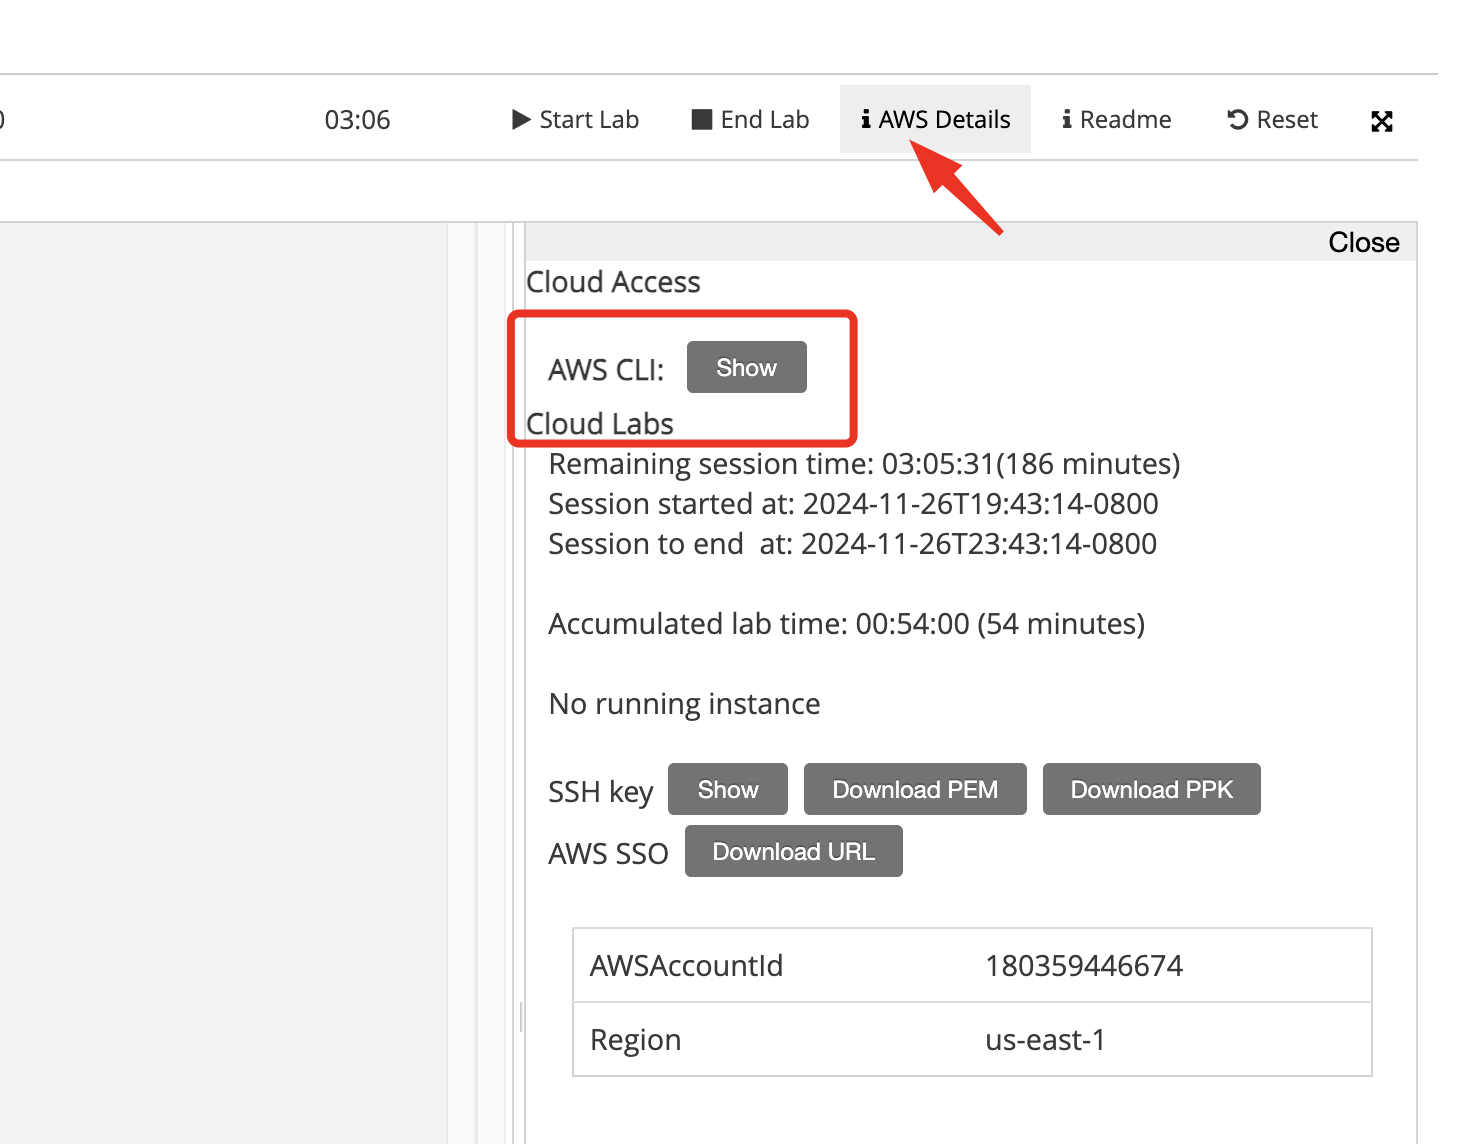 0 03:06 Start Lab End Lab AWS Details Readme Reset
Close
Cloud Access
AWS CLI: Show
Cloud Labs
Remaining session time: 03:05:31(186 minutes)
Session started at: 2024-11-26T19:43:14-0800
Session to end  at: 2024-11-26T23:43:14-0800
Accumulated lab time: 00:54:00 (54 minutes)
No running instance
SSH key Show Download PEM Download PPK
AWS SSO Download URL
AWSAccountId 180359446674
Region us-east-1